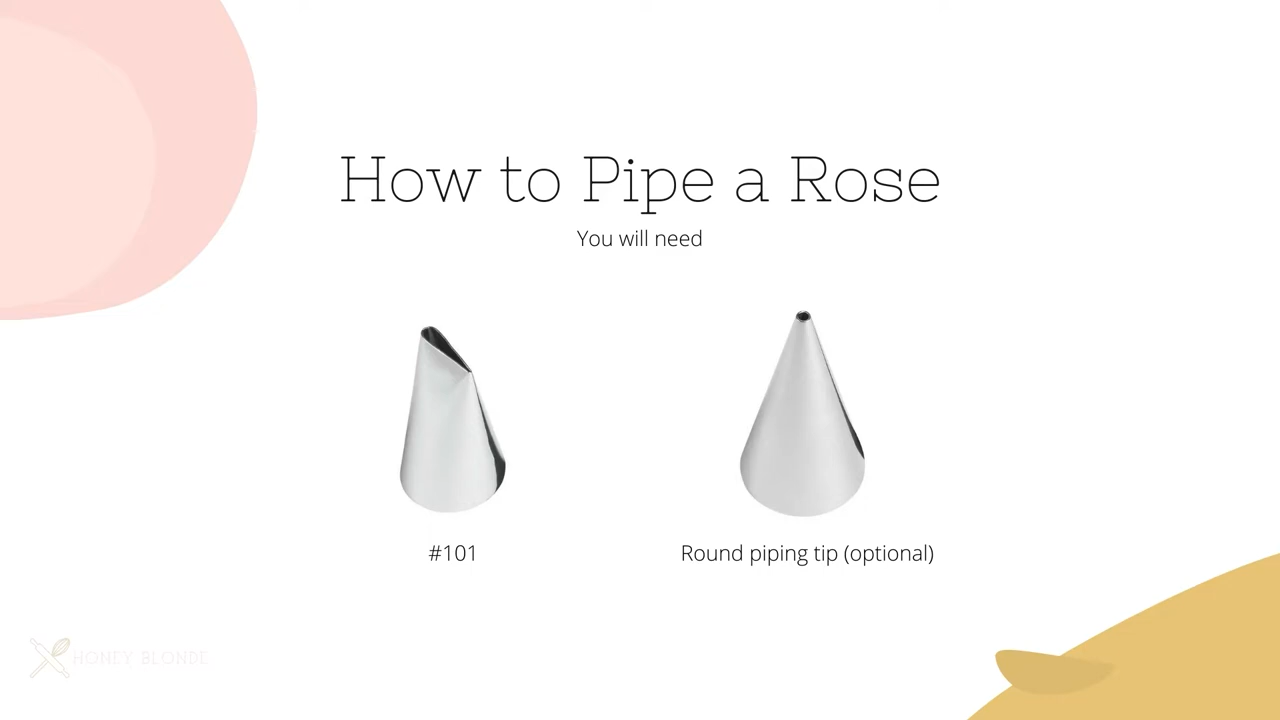 How to Pipe a Rose
You will need
#101
Round piping tip (optional)
HONEY BLONDE